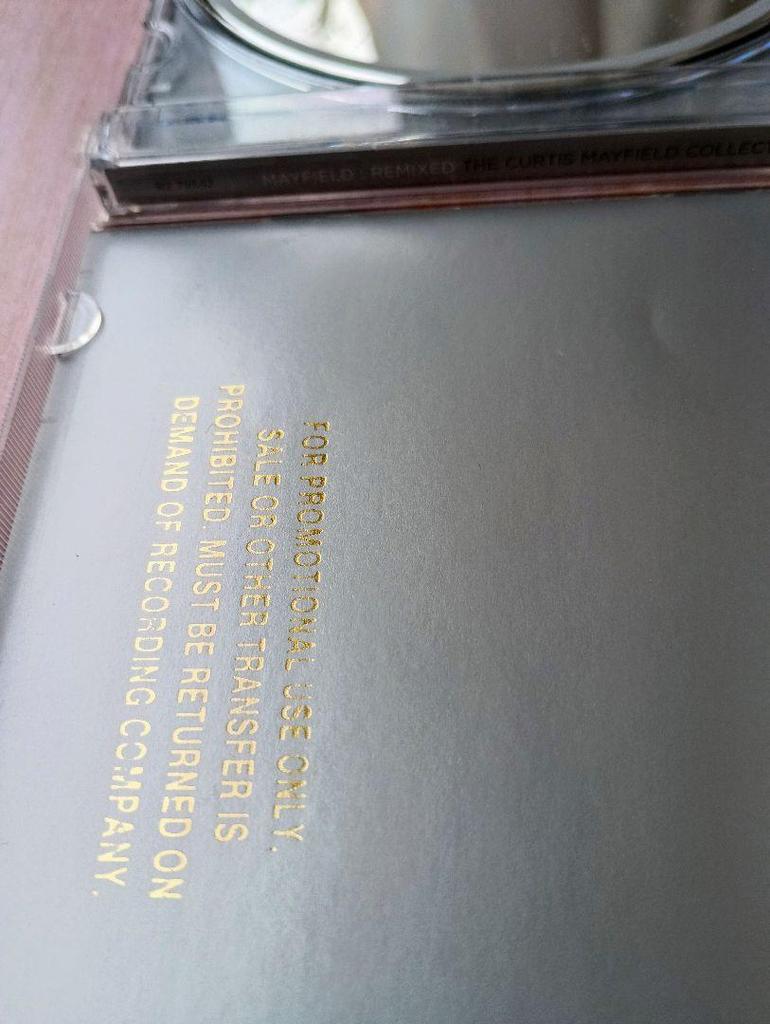 MAYFIELD : REMIXED THE CURTIS MAYFIELD COLLECT
FOR PROMOTIONAL USE ONLY.
SALE OR OTHER TRANSFER IS
PROHIBITED. MUST BE RETURNED ON
DEMAND OF RECORDING COMPANY.